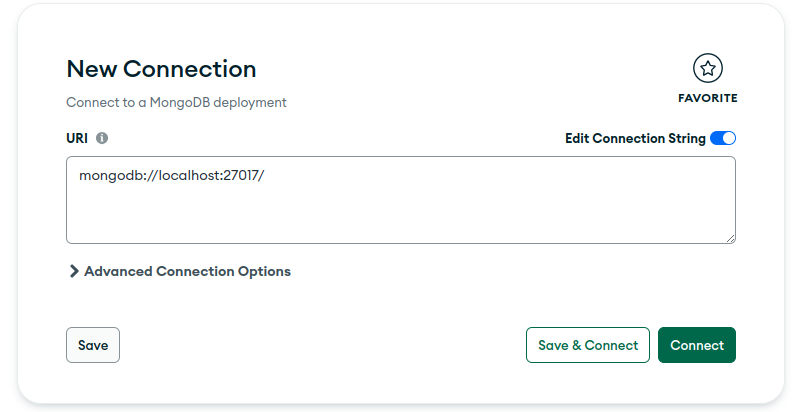 New Connection
FAVORITE
Connect to a MongoDB deployment
URI
Edit Connection String
mongodb://localhost:27017/
Advanced Connection Options
Save
Save & Connect
Connect